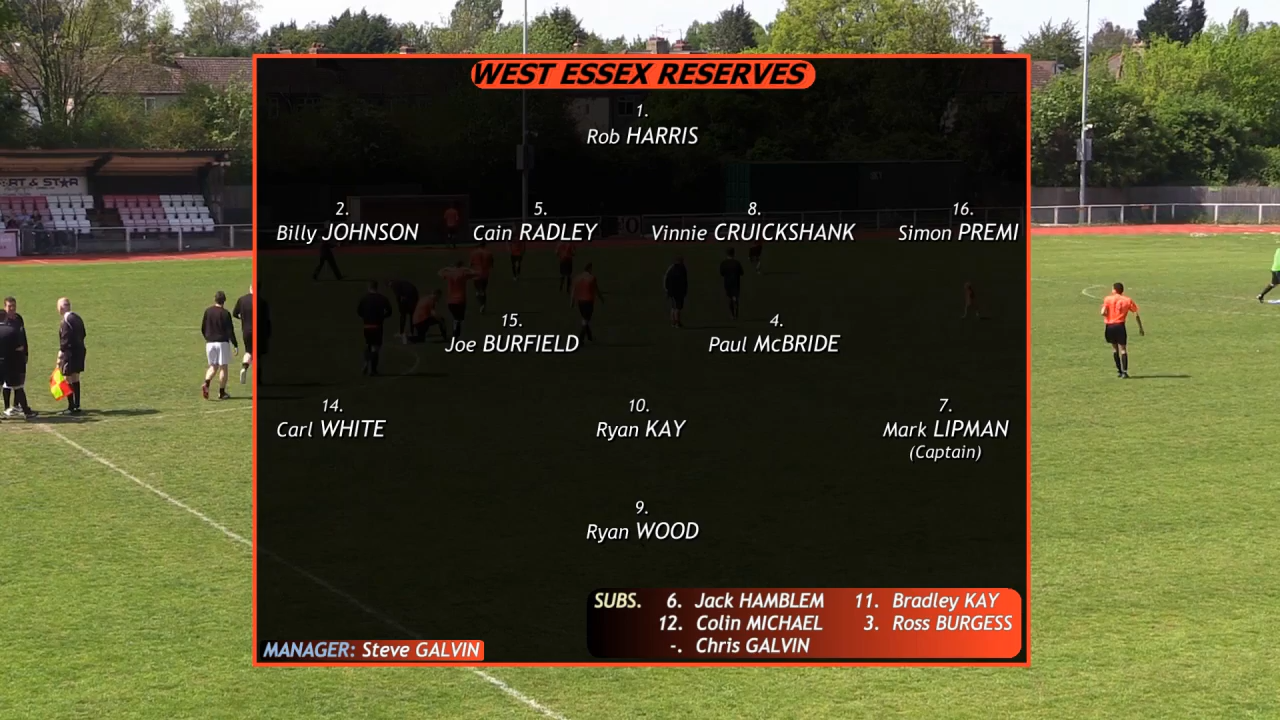 WEST ESSEX RESERVES
1.
Rob HARRIS
2. 5. 8. 16.
Billy JOHNSON Cain RADLEY Vinnie CRUICKSHANK Simon PREMI
15. 4.
Joe BURFIELD Paul McBRIDE
14. 10. 7.
Carl WHITE Ryan KAY Mark LIPMAN
(Captain)
9.
Ryan WOOD
SUBS. 6. Jack HAMBLEM 11. Bradley KAY
12. Colin MICHAEL 3. Ross BURGESS
-. Chris GALVIN
MANAGER: Steve GALVIN
& STAR